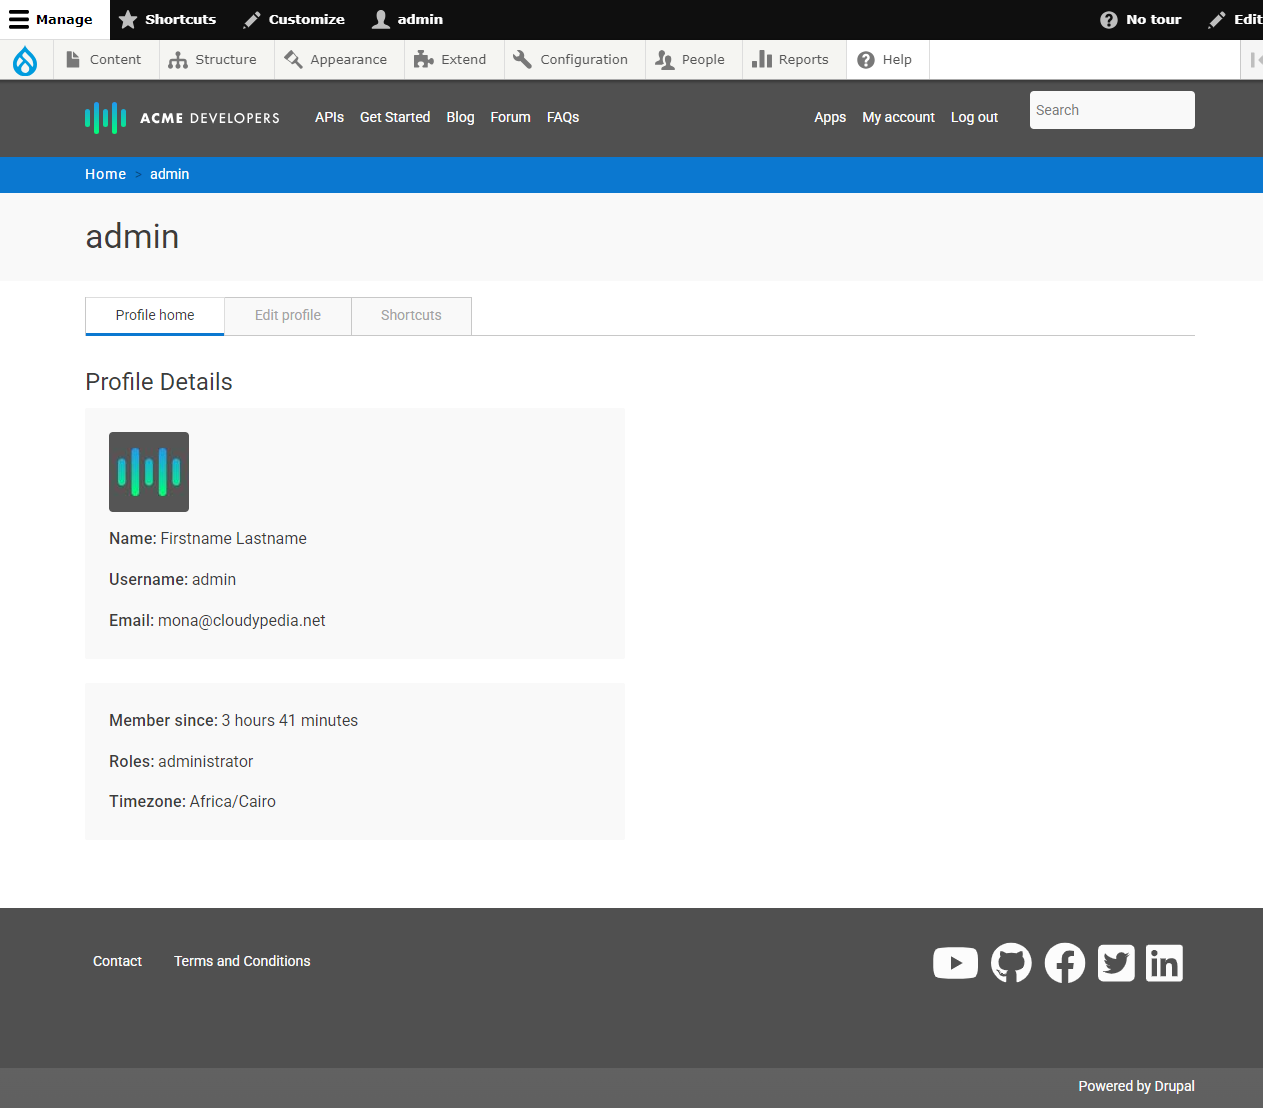 Manage Shortcuts Customize admin No tour Edit
Content Structure Appearance Extend Configuration People Reports Help
ACME DEVELOPERS APIs Get Started Blog Forum FAQs Apps My account Log out Search
Home > admin
admin
Profile home Edit profile Shortcuts
Profile Details
Name: Firstname Lastname
Username: admin
Email: mona@cloudypedia.net
Member since: 3 hours 41 minutes
Roles: administrator
Timezone: Africa/Cairo
Contact Terms and Conditions
Powered by Drupal